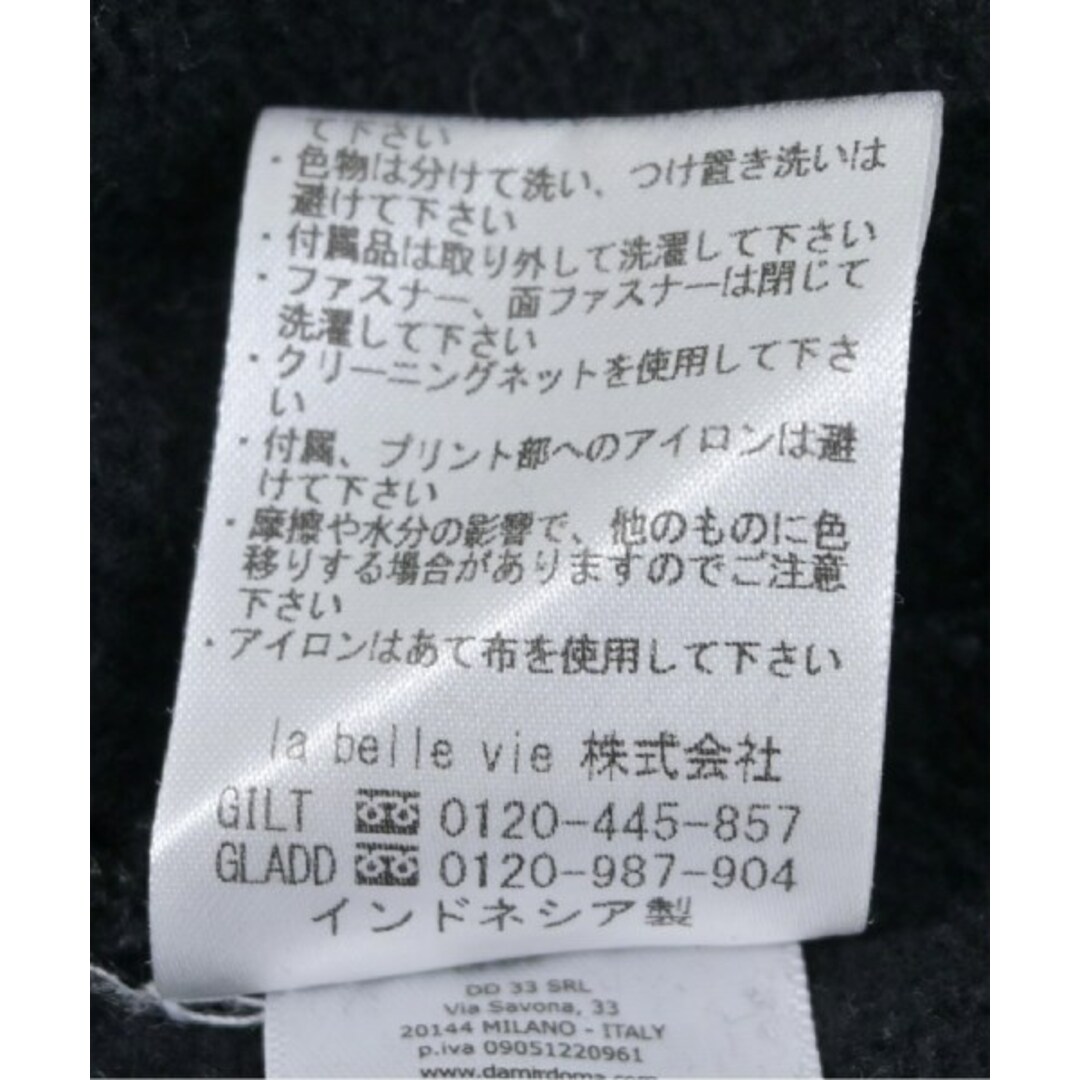 て下さい
・色物は分けて洗い、つけ置き洗いは
避けて下さい
・付属品は取り外して洗濯して下さい
・ファスナー、面ファスナーは閉じて
洗濯して下さい
・クリーニングネットを使用して下さ
い
・付属、プリント部へのアイロンは避
けて下さい
・摩擦や水分の影響で、他のものに色
移りする場合がありますのでご注意
下さい
・アイロンはあて布を使用して下さい
la belle vie 株式会社
GILT 0120-445-857
GLADD 0120-987-904
インドネシア製
DD 33 SRL
Via Savona, 33
20144 MILANO - ITALY
p.iva 09051220961
www.damirdoma.com